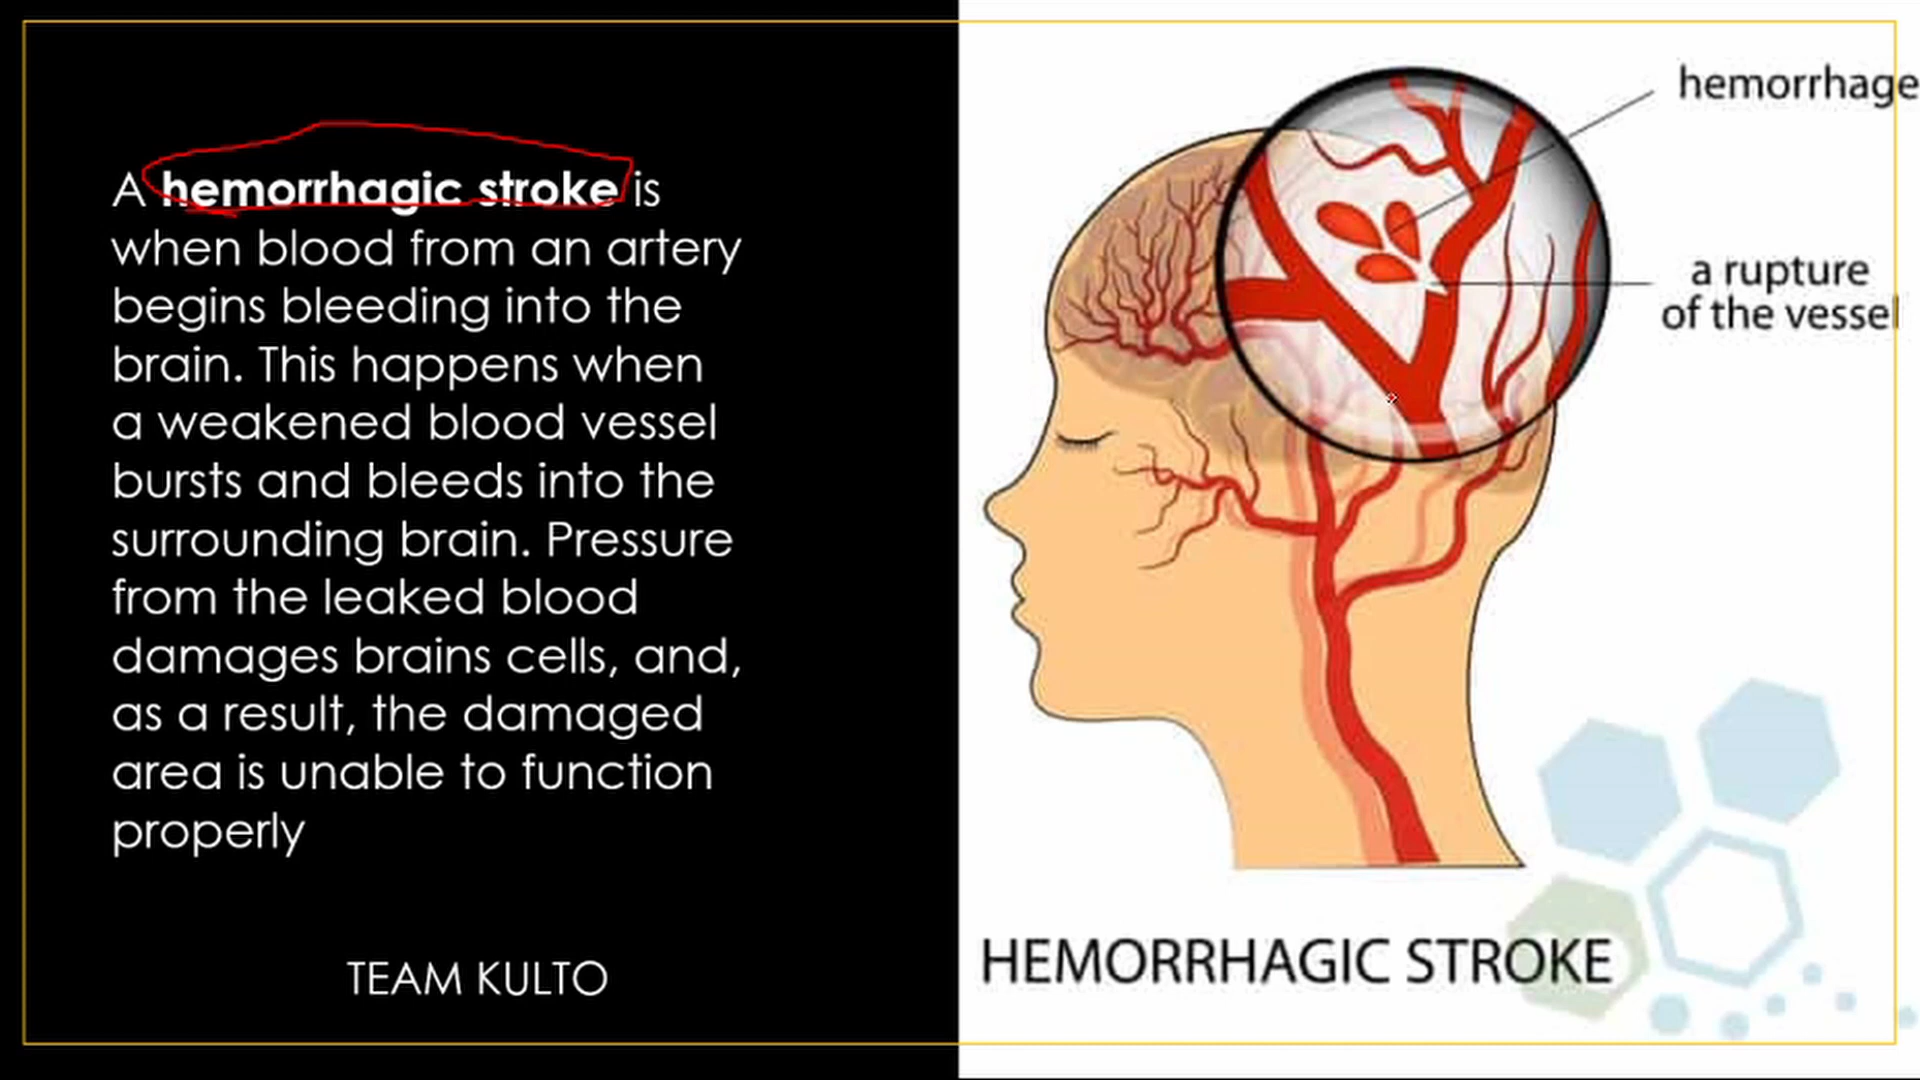 A hemorrhagic stroke is
when blood from an artery
begins bleeding into the
brain. This happens when
a weakened blood vessel
bursts and bleeds into the
surrounding brain. Pressure
from the leaked blood
damages brains cells, and,
as a result, the damaged
area is unable to function
properly
TEAM KULTO
hemorrhage
a rupture
of the vessel
HEMORRHAGIC STROKE